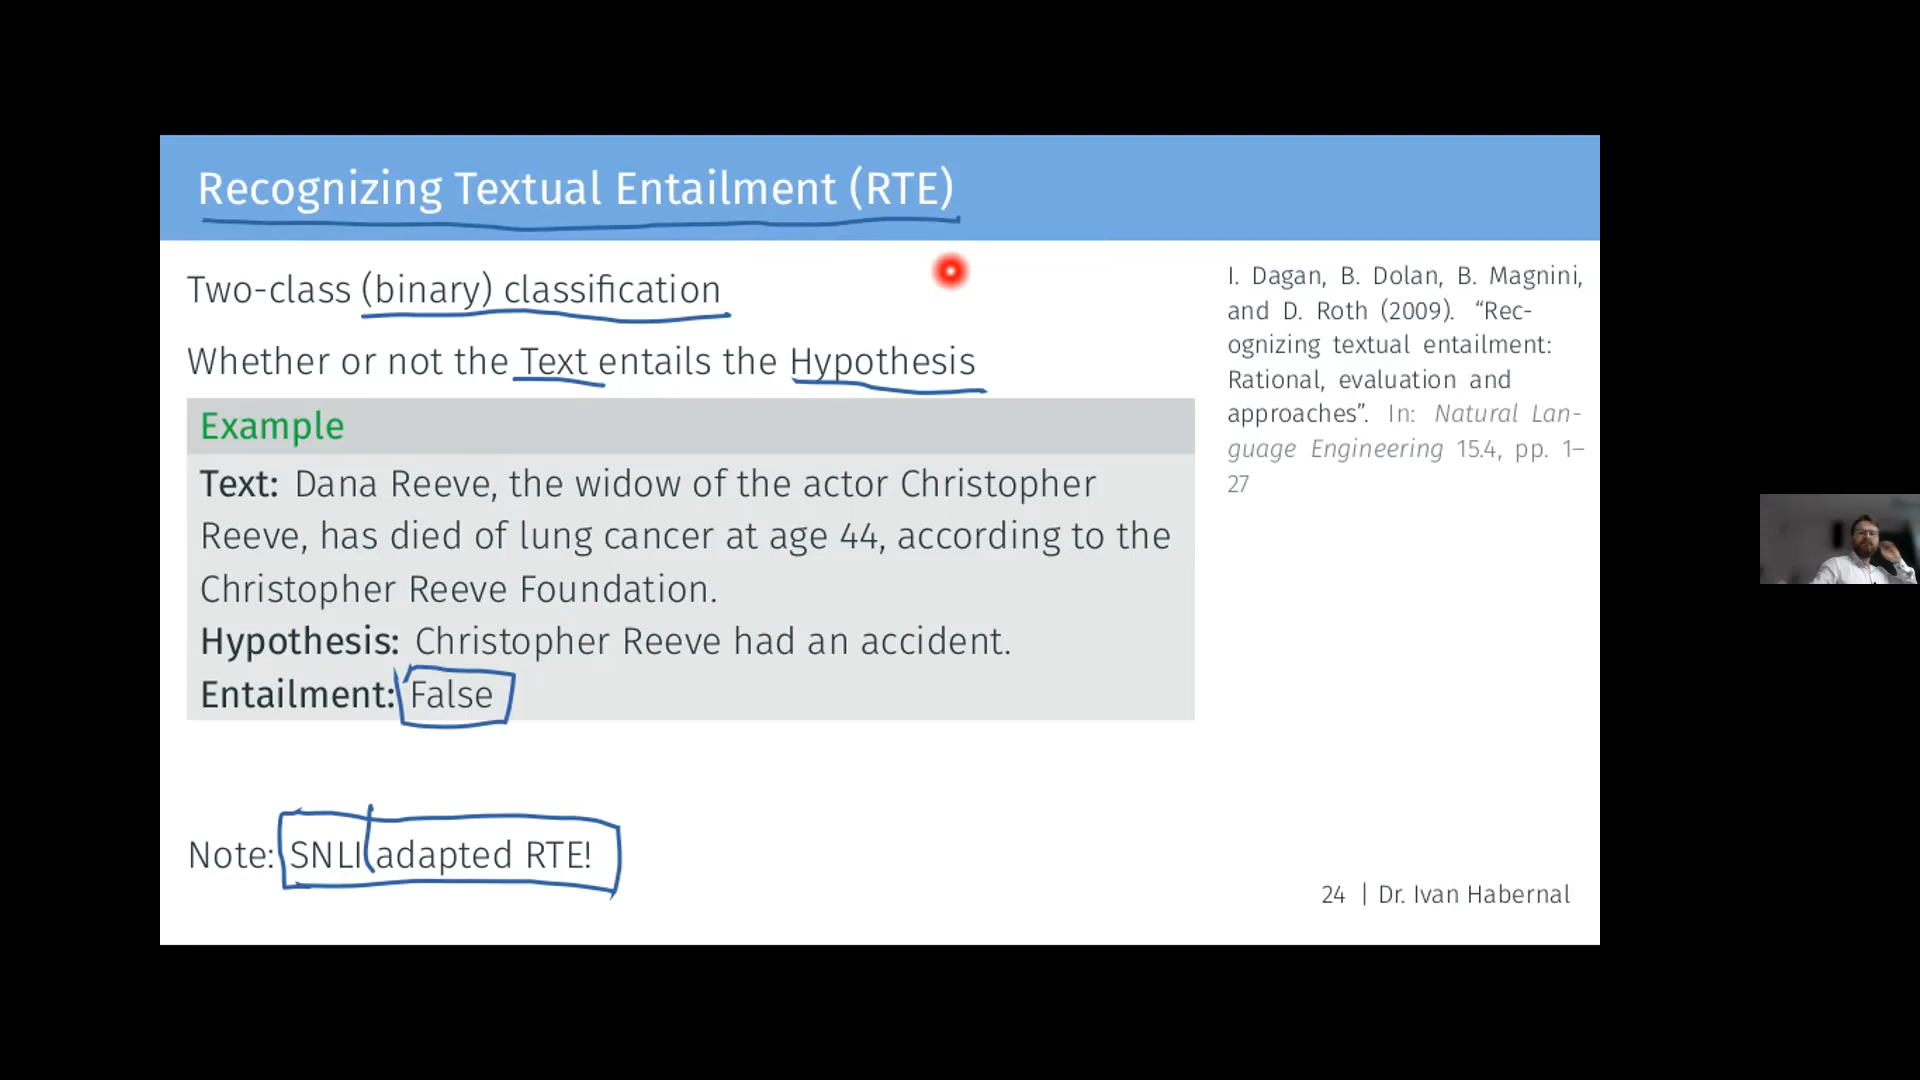 Recognizing Textual Entailment (RTE)
Two-class (binary) classification
Whether or not the Text entails the Hypothesis
Example
Text: Dana Reeve, the widow of the actor Christopher
Reeve, has died of lung cancer at age 44, according to the
Christopher Reeve Foundation.
Hypothesis: Christopher Reeve had an accident.
Entailment: False
Note: SNLI adapted RTE!
I. Dagan, B. Dolan, B. Magnini,
and D. Roth (2009). “Rec-
ognizing textual entailment:
Rational, evaluation and
approaches”. In: Natural Lan-
guage Engineering 15.4, pp. 1–
27
24 | Dr. Ivan Habernal